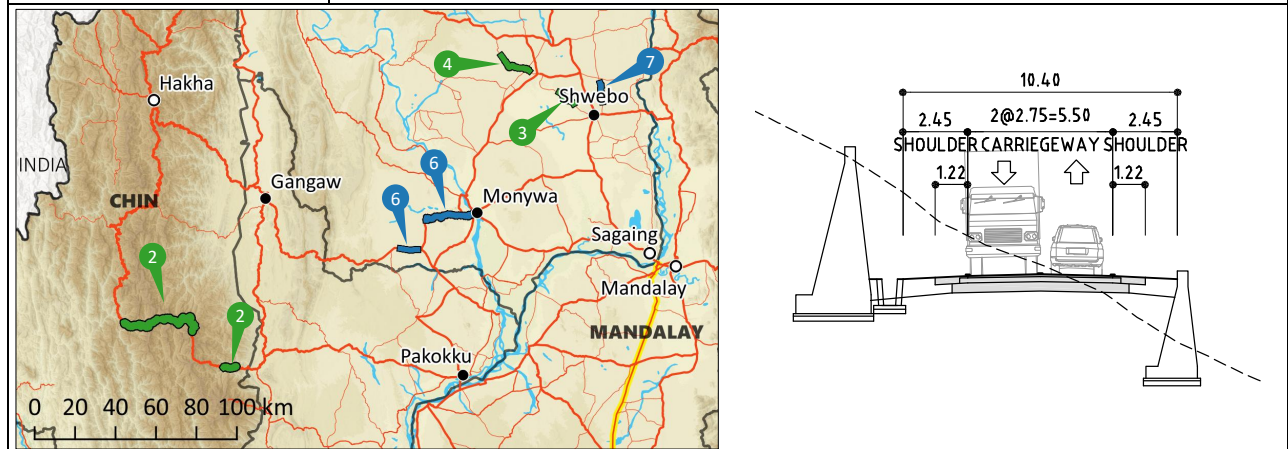 4
7
Hakha
Shwebo
3
INDIA
Gangaw
6
CHIN
6
Monywa
Sagaing
2
Mandalay
2
MANDALAY
Pakokku
0 20 40 60 80 100 km
10.40
2.45 2@2.75=5.50 2.45
SHOULDER CARRIEGEWAY SHOULDER
1.22 1.22